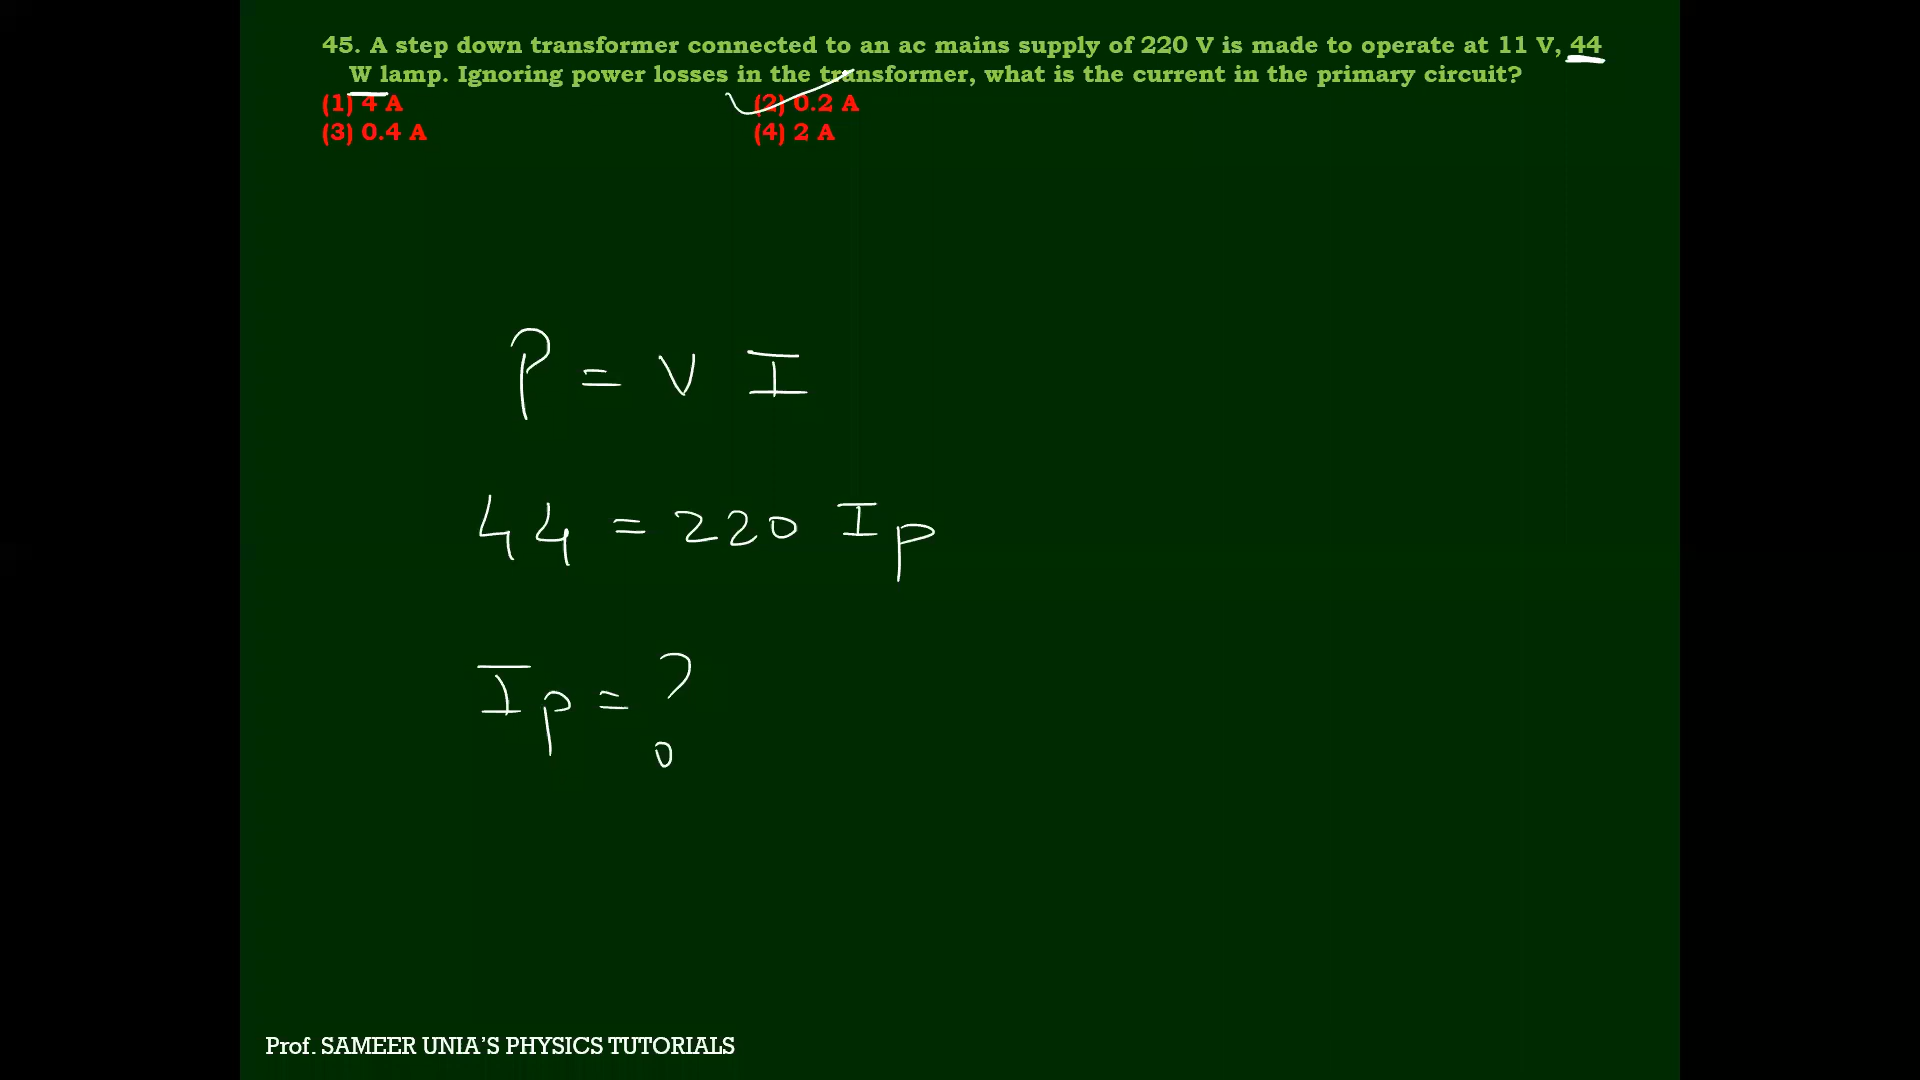 45. A step down transformer connected to an ac mains supply of 220 V is made to operate at 11 V, 44
W lamp. Ignoring power losses in the transformer, what is the current in the primary circuit?
(1) 4 A (2) 0.2 A
(3) 0.4 A (4) 2 A
P = V I
44 = 220 Ip
Ip = ?
Prof. SAMEER UNIA'S PHYSICS TUTORIALS